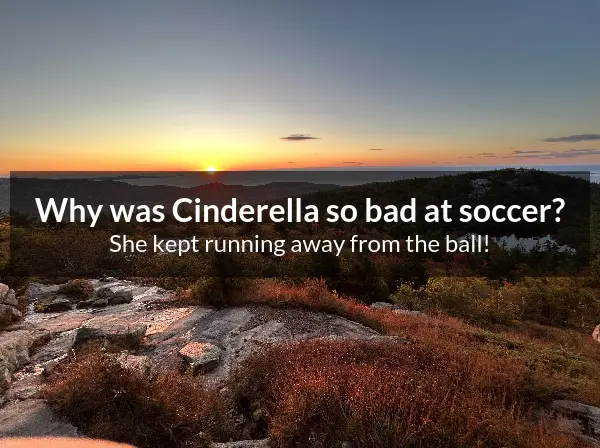 Why was Cinderella so bad at soccer?
She kept running away from the ball!